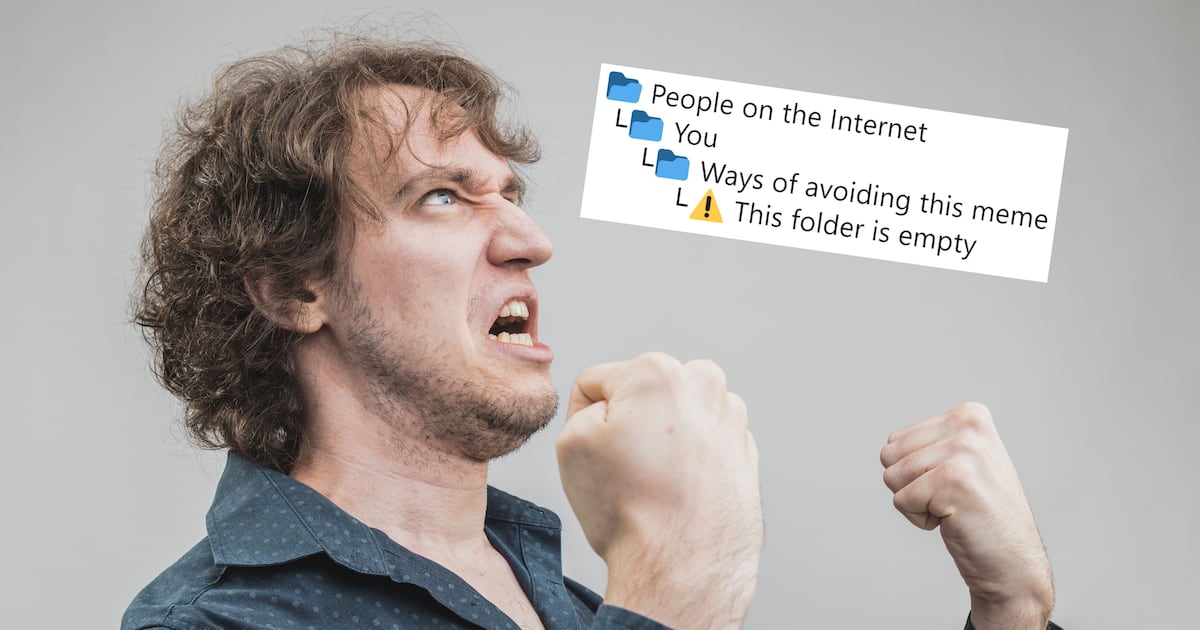 People on the Internet
└ You
└ Ways of avoiding this meme
└ This folder is empty